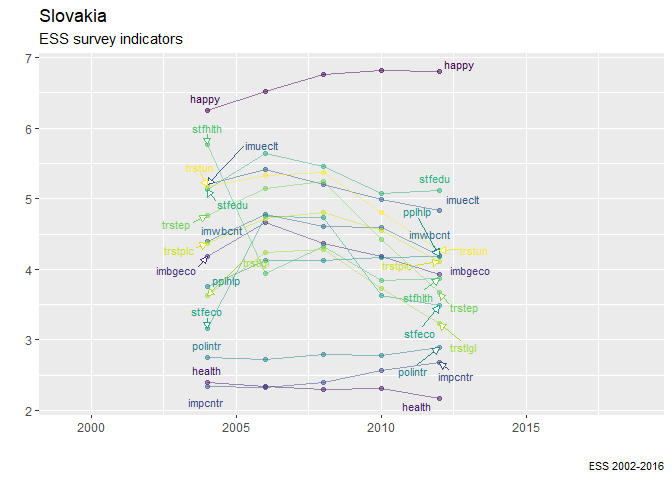 Slovakia
ESS survey indicators
7
happy
happy
6
stfhlth
imueclt
trstun
stfedu
stfedu
5
imueclt
trstep
pplhlp
imwbcnt
imwbcnt
trstplc
trstun
trstplc
imbgeco
imbgeco
4
pplhlp
stfhlth
trstep
stfeco
stfeco
3
polintr
trstlgl
health
polintr
impcntr
impcntr
health
2
2000
2005
2010
2015
ESS 2002-2016